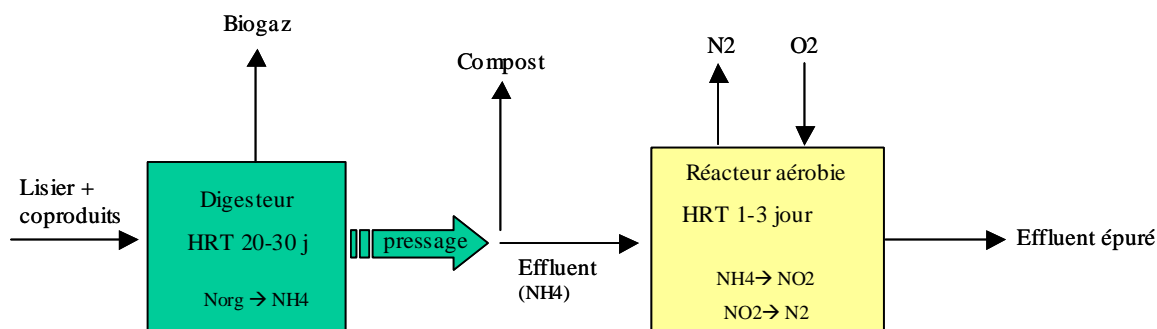 Biogaz
N2
O2
Compost
Lisier +
coproduits
Digesteur
HRT 20-30 j
Norg → NH4
pressage
Effluent
(NH4)
Réacteur aérobie
HRT 1-3 jour
NH4→ NO2
NO2→ N2
Effluent épuré